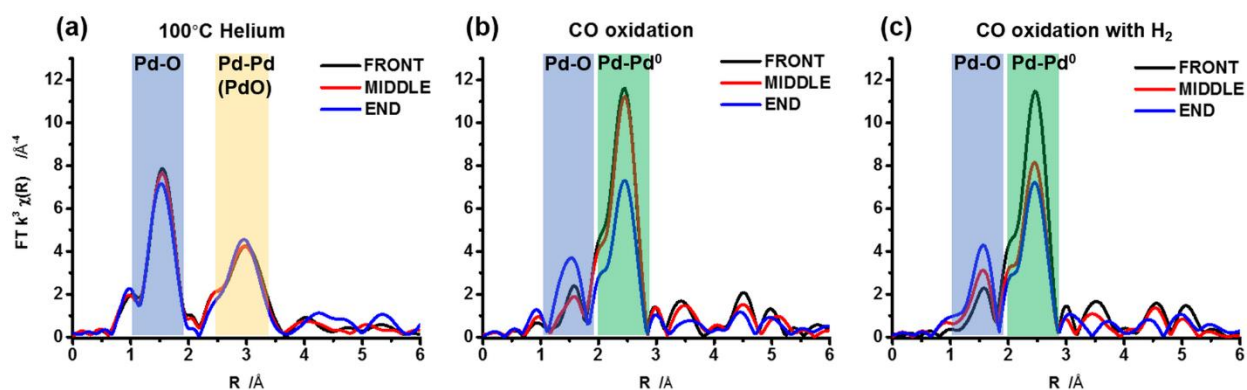 (a) 100°C Helium
Pd-O
Pd-Pd
(PdO)
FRONT
MIDDLE
END
FT k³ χ(R) /Å⁻⁴
12
10
8
6
4
2
0
0 1 2 3 4 5 6
R /Å
(b) CO oxidation
Pd-O Pd-Pd⁰
FRONT
MIDDLE
END
12
10
8
6
4
2
0
0 1 2 3 4 5 6
R /Å
(c) CO oxidation with H₂
Pd-O Pd-Pd⁰
FRONT
MIDDLE
END
12
10
8
6
4
2
0
0 1 2 3 4 5 6
R /Å